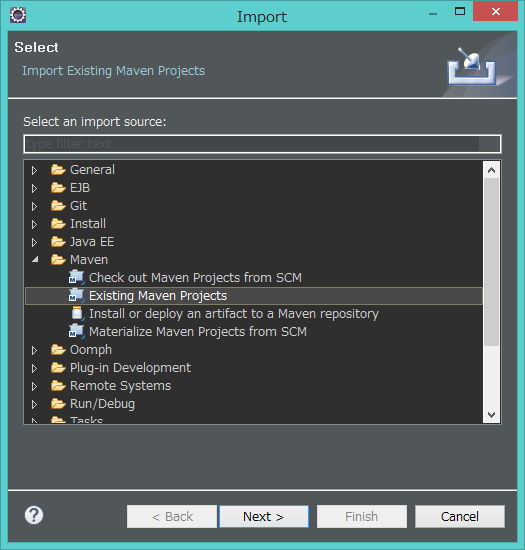 Import
Select
Import Existing Maven Projects
Select an import source:
type filter text
General
EJB
Git
Install
Java EE
Maven
Check out Maven Projects from SCM
Existing Maven Projects
Install or deploy an artifact to a Maven repository
Materialize Maven Projects from SCM
Oomph
Plug-in Development
Remote Systems
Run/Debug
Tasks
? < Back Next > Finish Cancel